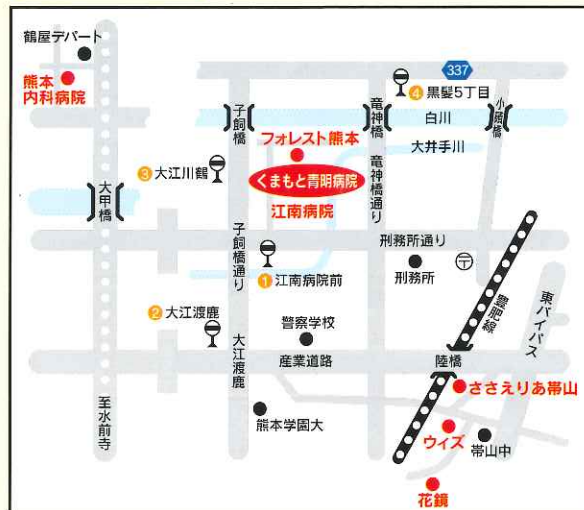 鶴屋デパート
熊本
内科病院
337
④ 黒髪5丁目
子飼橋
竜神橋
白川
小磧橋
フォレスト熊本
大井手川
③ 大江川鶴
くまもと青明病院
江南病院
竜神橋通り
大甲橋
子飼橋通り
刑務所通り
〒
① 江南病院前
刑務所
豊肥線
東バイパス
② 大江渡鹿
警察学校
大江渡鹿
産業道路
陸橋
ささえりあ帯山
至水前寺
熊本学園大
ウィズ
帯山中
花鏡